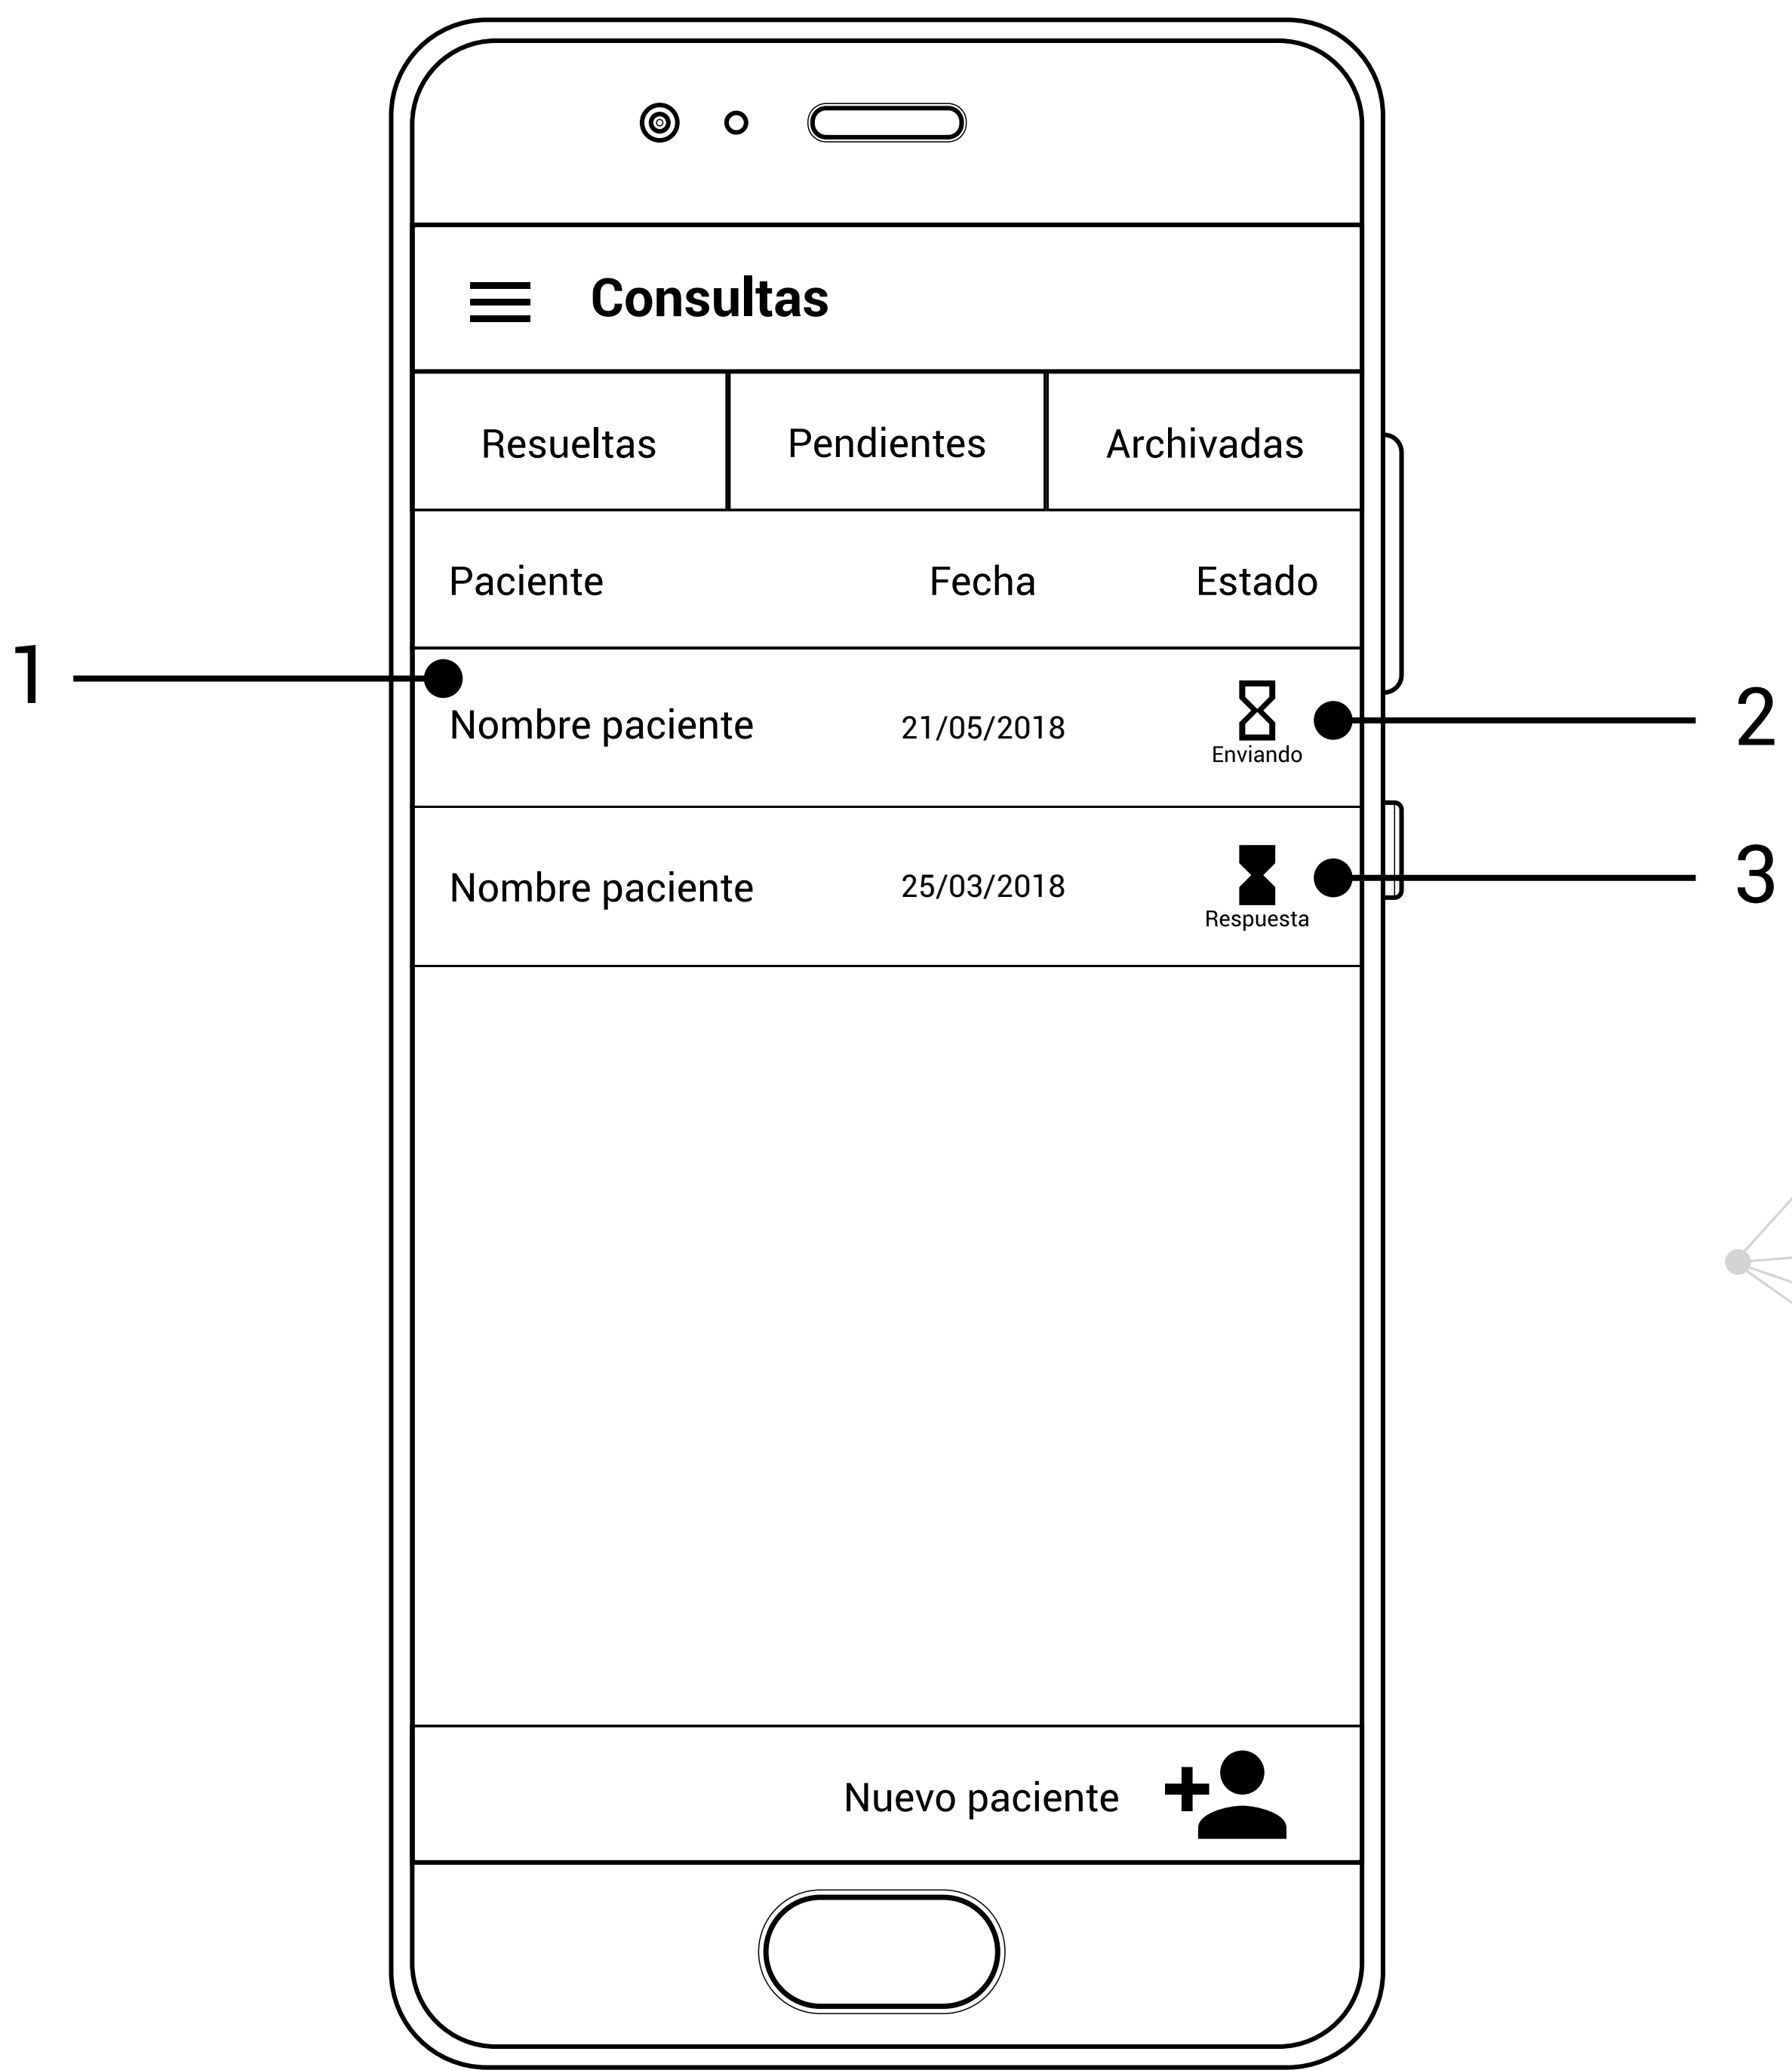 Consultas
Resueltas Pendientes Archivadas
Paciente Fecha Estado
1
Nombre paciente 21/05/2018
Enviando
2
Nombre paciente 25/03/2018
Respuesta
3
Nuevo paciente